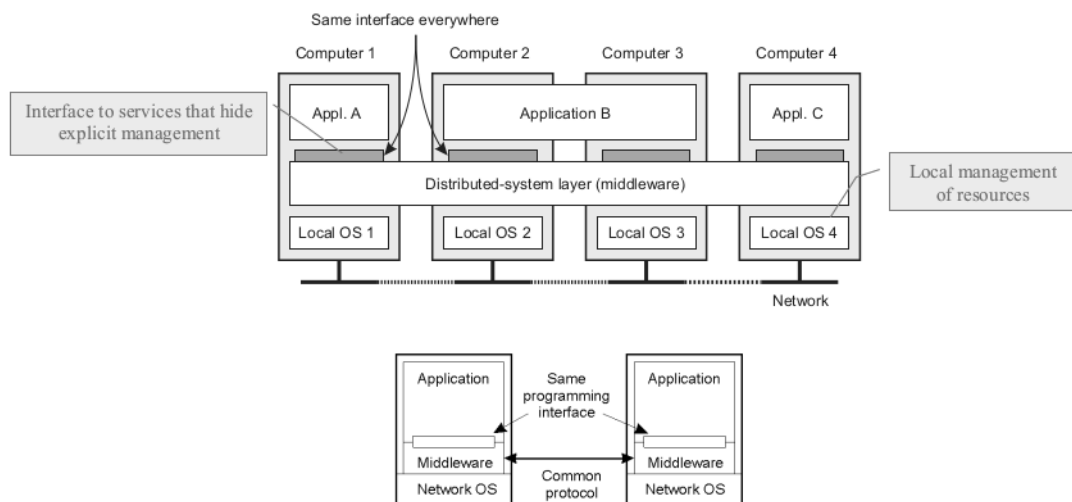 Same interface everywhere
Computer 1
Computer 2
Computer 3
Computer 4
Interface to services that hide
explicit management
Appl. A
Application B
Appl. C
Distributed-system layer (middleware)
Local management
of resources
Local OS 1
Local OS 2
Local OS 3
Local OS 4
Network
Application
Same
programming
interface
Application
Middleware
Middleware
Common
protocol
Network OS
Network OS